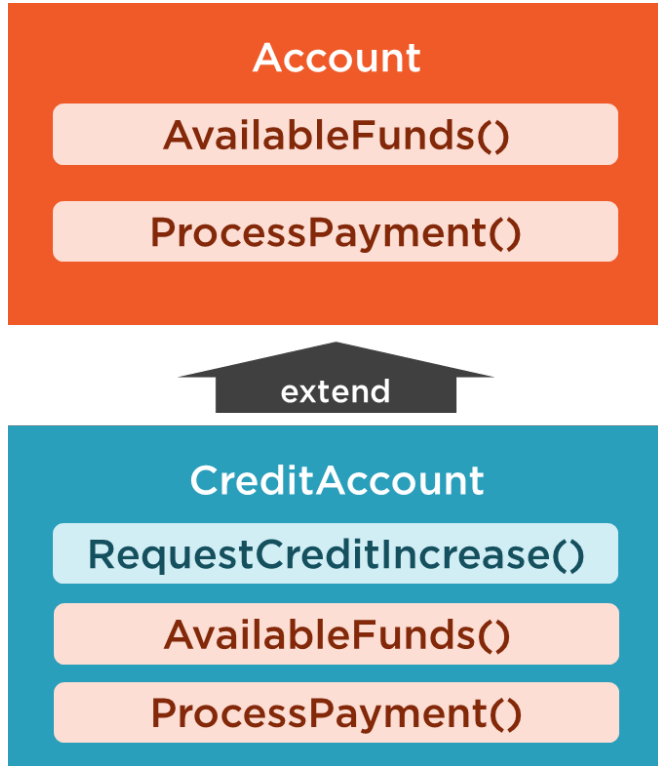 Account
AvailableFunds()
ProcessPayment()
extend
CreditAccount
RequestCreditIncrease()
AvailableFunds()
ProcessPayment()